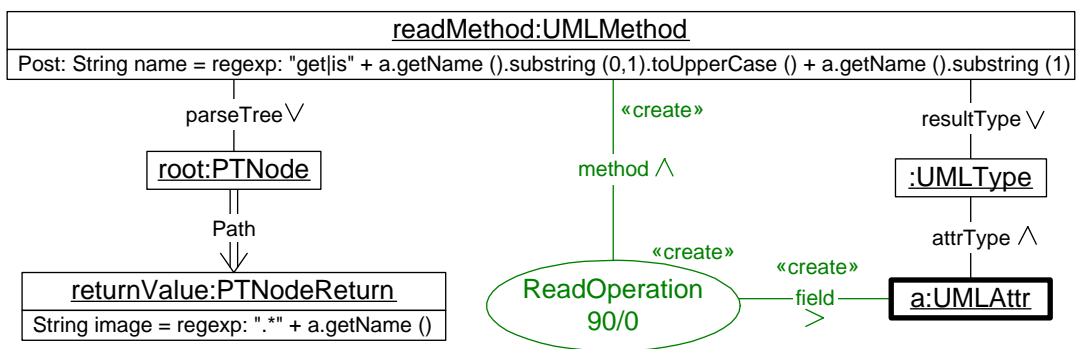 readMethod:UMLMethod
Post: String name = regexp: "get|is" + a.getName ().substring (0,1).toUpperCase () + a.getName ().substring (1)
parseTree
«create»
resultType
root:PTNode
method
:UMLType
Path
attrType
«create»
«create»
returnValue:PTNodeReturn
String image = regexp: ".*" + a.getName ()
ReadOperation
90/0
field
a:UMLAttr